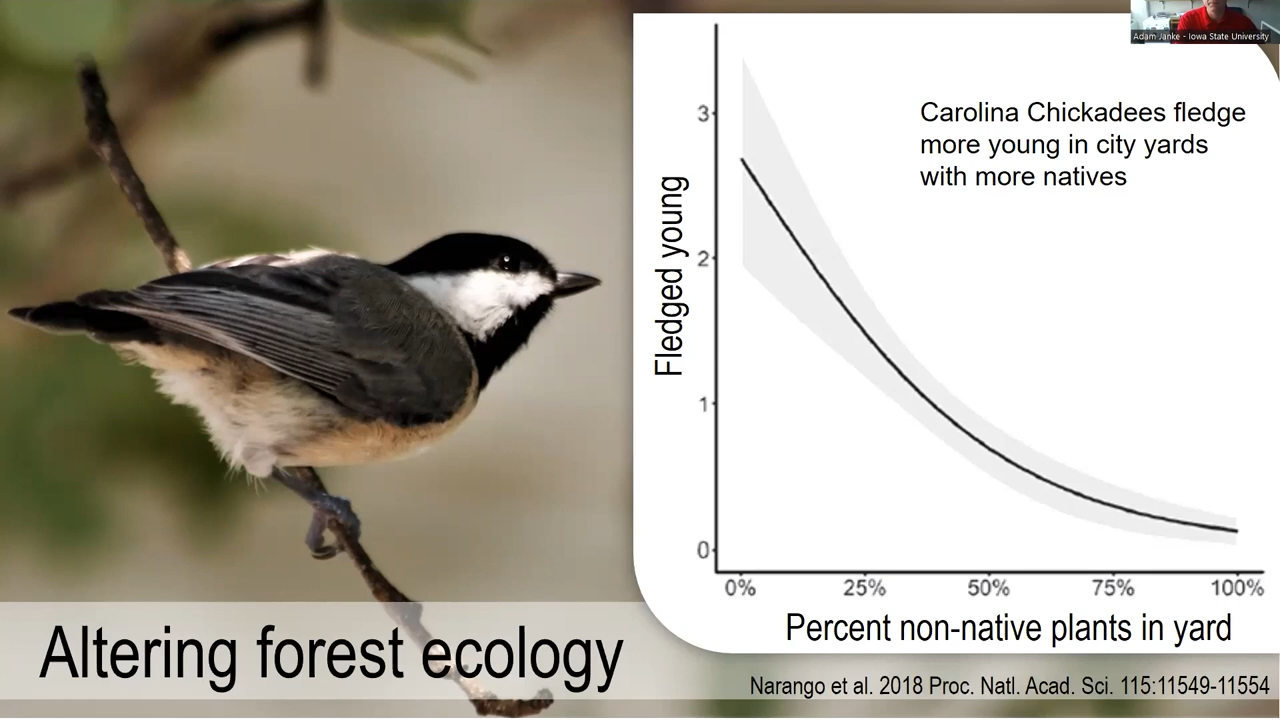 Adam Janke - Iowa State University
Carolina Chickadees fledge
more young in city yards
with more natives
Fledged young
3
2
1
0
0% 25% 50% 75% 100%
Percent non-native plants in yard
Altering forest ecology
Narango et al. 2018 Proc. Natl. Acad. Sci. 115:11549-11554